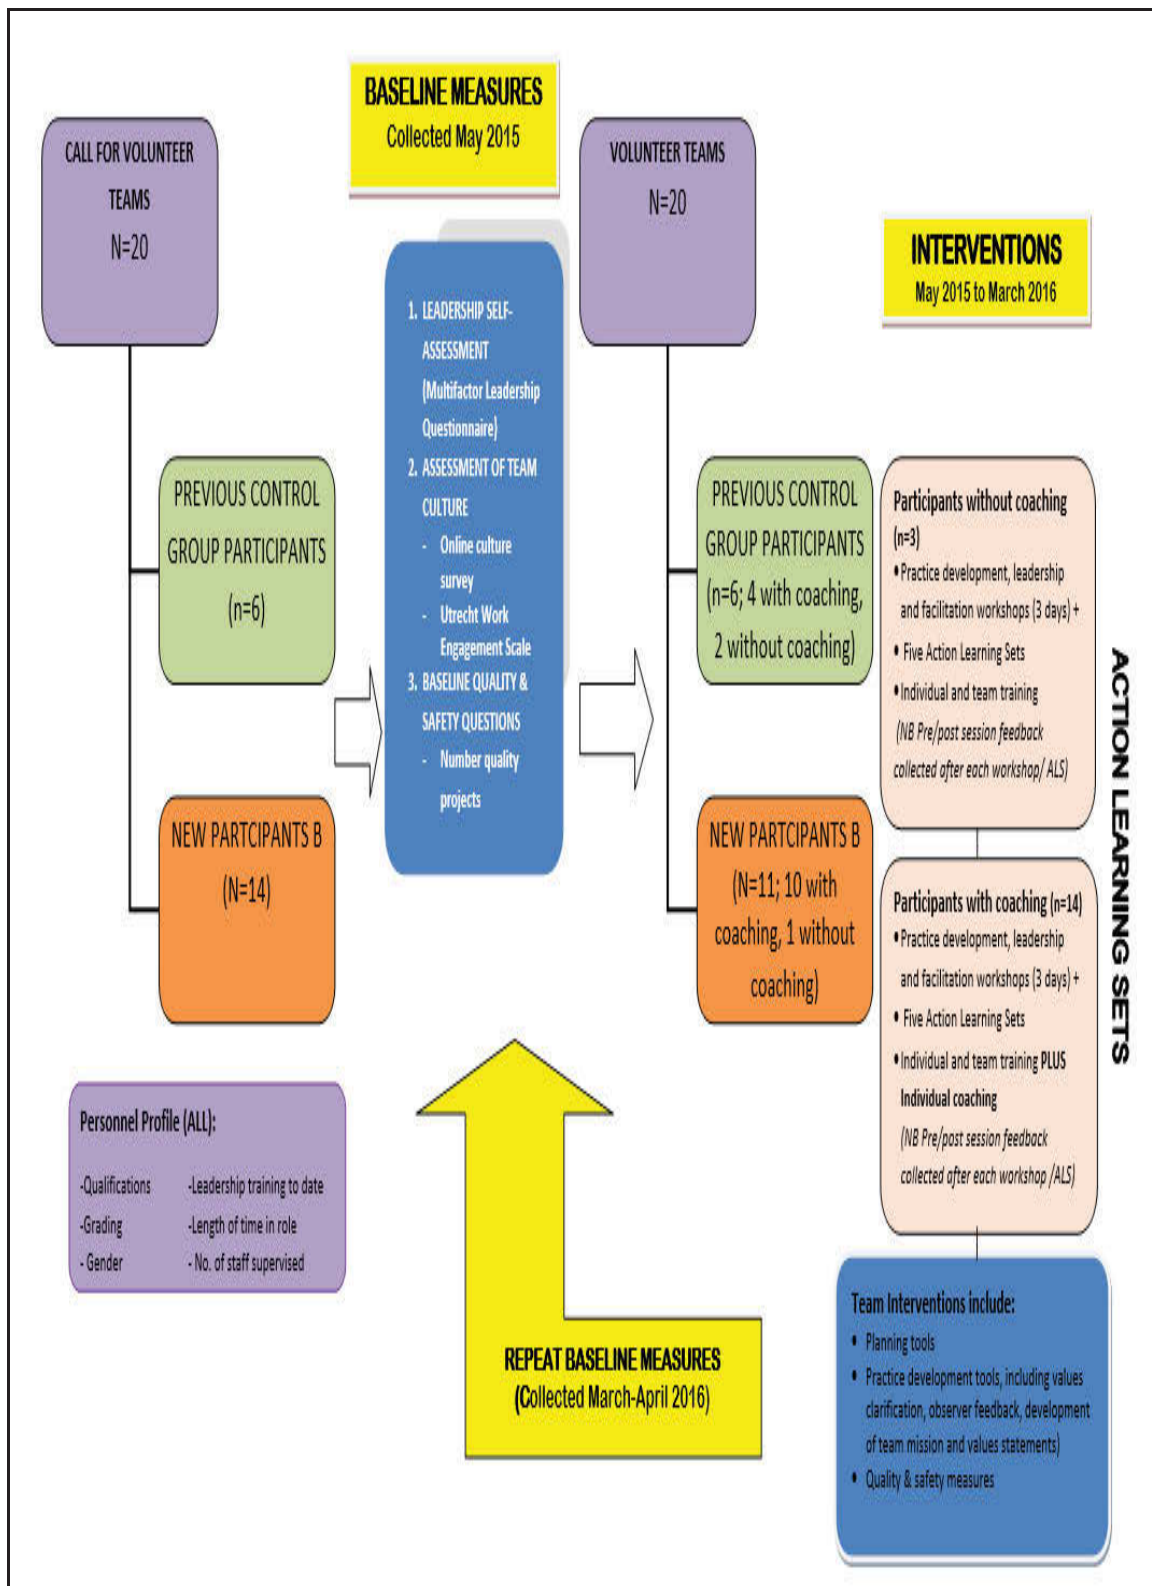 BASELINE MEASURES
Collected May 2015
CALL FOR VOLUNTEER
TEAMS
N=20
VOLUNTEER TEAMS
N=20
INTERVENTIONS
May 2015 to March 2016
1. LEADERSHIP SELF-
ASSESSMENT
(Multifactor Leadership
Questionnaire)
2. ASSESSMENT OF TEAM
CULTURE
- Online culture
survey
- Utrecht Work
Engagement Scale
3. BASELINE QUALITY &
SAFETY QUESTIONS
- Number quality
projects
PREVIOUS CONTROL
GROUP PARTICIPANTS
(n=6)
PREVIOUS CONTROL
GROUP PARTICIPANTS
(n=6; 4 with coaching,
2 without coaching)
Participants without coaching
(n=3)
• Practice development, leadership
and facilitation workshops (3 days) +
• Five Action Learning Sets
• Individual and team training
(NB Pre/post session feedback
collected after each workshop/ ALS)
ACTION LEARNING SETS
NEW PARTCIPANTS B
(N=14)
NEW PARTCIPANTS B
(N=11; 10 with
coaching, 1 without
coaching)
Participants with coaching (n=14)
• Practice development, leadership
and facilitation workshops (3 days) +
• Five Action Learning Sets
• Individual and team training PLUS
Individual coaching
(NB Pre/post session feedback
collected after each workshop /ALS)
Personnel Profile (ALL):
-Qualifications -Leadership training to date
-Grading -Length of time in role
- Gender - No. of staff supervised
REPEAT BASELINE MEASURES
(Collected March-April 2016)
Team Interventions include:
• Planning tools
• Practice development tools, including values
clarification, observer feedback, development
of team mission and values statements)
• Quality & safety measures